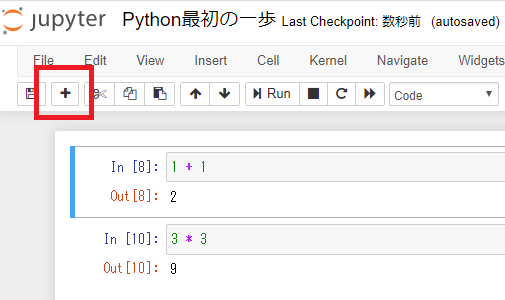 jupyter Python最初の一歩 Last Checkpoint: 数秒前 (autosaved)
File Edit View Insert Cell Kernel Navigate Widgets
Run Code
In [8]: 1 + 1
Out[8]: 2
In [10]: 3 * 3
Out[10]: 9